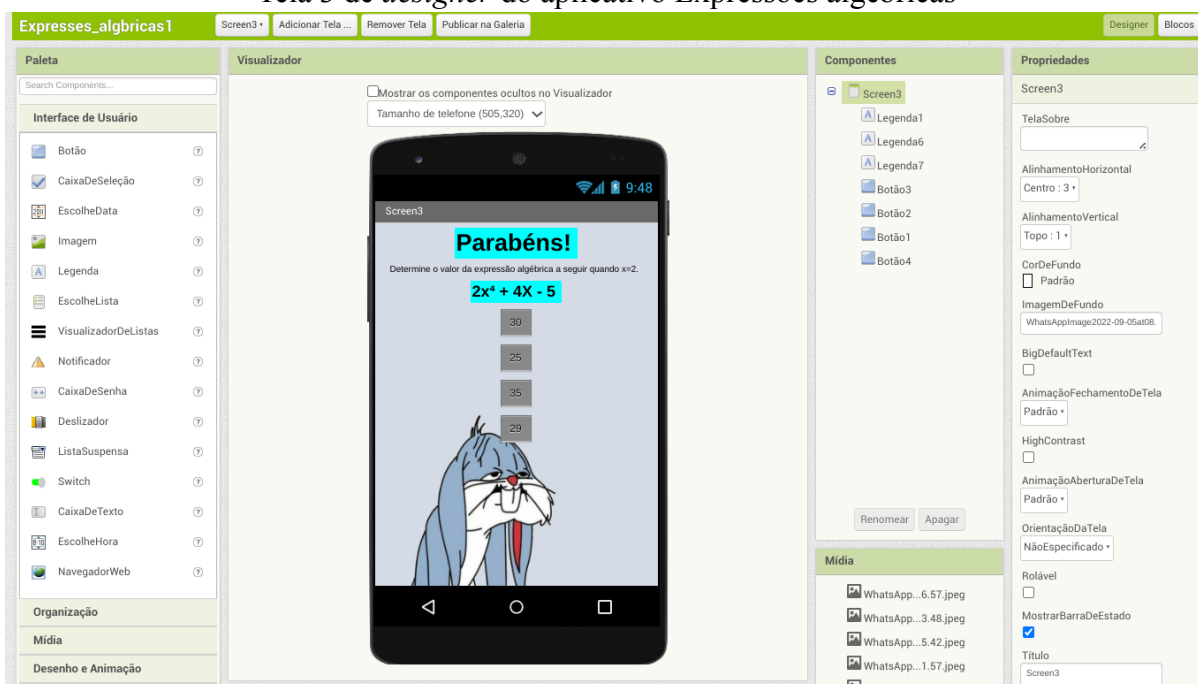 Tela 3 de designer do aplicativo Expressões algébricas
Expresses_algbricas1 Screen3 Adicionar Tela ... Remover Tela Publicar na Galeria Designer Blocos
Paleta
Search Components...
Interface de Usuário
Botão ?
CaixaDeSeleção ?
EscolheData ?
Imagem ?
Legenda ?
EscolheLista ?
VisualizadorDeListas ?
Notificador ?
CaixaDeSenha ?
Deslizador ?
ListaSuspensa ?
Switch ?
CaixaDeTexto ?
EscolheHora ?
NavegadorWeb ?
Organização
Mídia
Desenho e Animação
Visualizador
Mostrar os componentes ocultos no Visualizador
Tamanho de telefone (505,320)
9:48
Screen3
Parabéns!
Determine o valor da expressão algébrica a seguir quando x=2.
2x⁴ + 4X - 5
30
25
35
29
Componentes
Screen3
Legenda1
Legenda6
Legenda7
Botão3
Botão2
Botão1
Botão4
Renomear Apagar
Mídia
WhatsApp...6.57.jpeg
WhatsApp...3.48.jpeg
WhatsApp...5.42.jpeg
WhatsApp...1.57.jpeg
Propriedades
Screen3
TelaSobre
AlinhamentoHorizontal
Centro : 3
AlinhamentoVertical
Topo : 1
CorDeFundo
Padrão
ImagemDeFundo
WhatsAppImage2022-09-05at08.
BigDefaultText
AnimaçãoFechamentoDeTela
Padrão
HighContrast
AnimaçãoAberturaDeTela
Padrão
OrientaçãoDaTela
NãoEspecificado
Rolável
MostrarBarraDeEstado
Título
Screen3